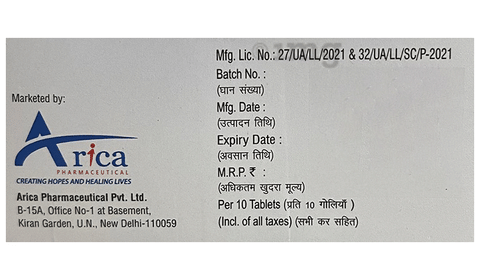 Marketed by:
Arica
PHARMACEUTICAL
CREATING HOPES AND HEALING LIVES
Arica Pharmaceutical Pvt. Ltd.
B-15A, Office No-1 at Basement,
Kiran Garden, U.N., New Delhi-110059
Mfg. Lic. No.: 27/UA/LL/2021 & 32/UA/LL/SC/P-2021
Batch No. :
(घान संख्या)
Mfg. Date :
(उत्पादन तिथि)
Expiry Date :
(अवसान तिथि)
M.R.P. ₹ :
(अधिकतम खुदरा मूल्य)
Per 10 Tablets (प्रति 10 गोलियाँ )
(Incl. of all taxes) (सभी कर सहित)